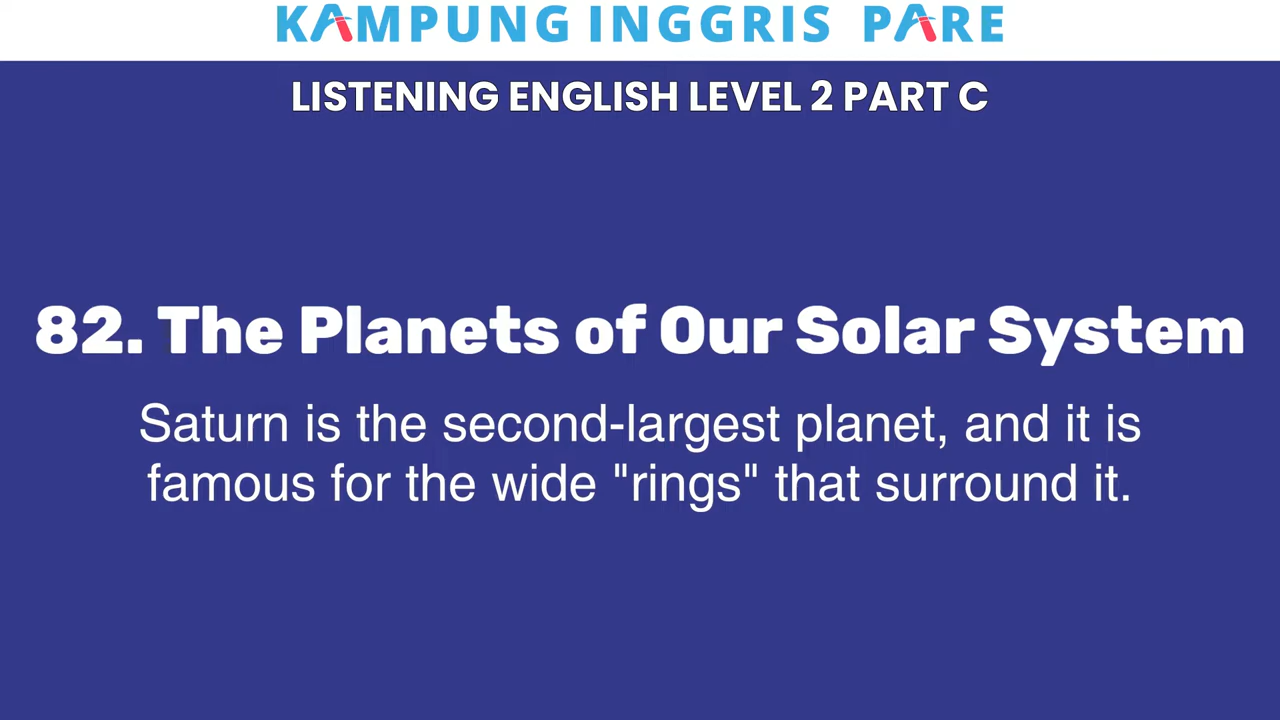 KAMPUNG INGGRIS PARE
LISTENING ENGLISH LEVEL 2 PART C
82. The Planets of Our Solar System
Saturn is the second-largest planet, and it is
famous for the wide "rings" that surround it.